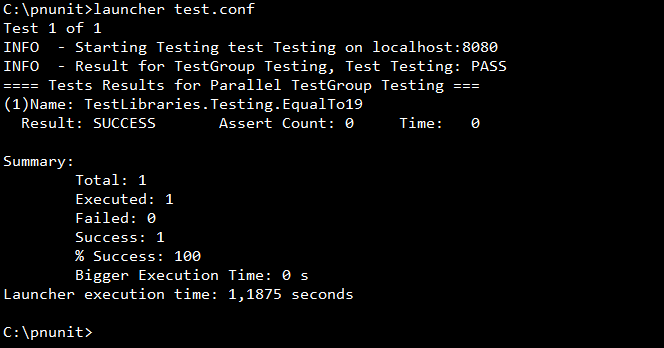 C:\pnunit>launcher test.conf
Test 1 of 1
INFO  - Starting Testing test Testing on localhost:8080
INFO  - Result for TestGroup Testing, Test Testing: PASS
==== Tests Results for Parallel TestGroup Testing ===
(1)Name: TestLibraries.Testing.EqualTo19
  Result: SUCCESS       Assert Count: 0     Time:   0
Summary:
        Total: 1
        Executed: 1
        Failed: 0
        Success: 1
        % Success: 100
        Bigger Execution Time: 0 s
Launcher execution time: 1,1875 seconds
C:\pnunit>